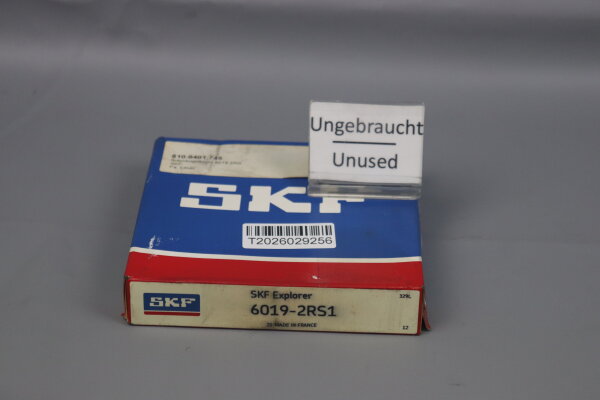 Ungebraucht
Unused
610.0401.745
SKF
T2026029256
SKF
SKF Explorer
6019-2RS1
MADE IN FRANCE
329L
12